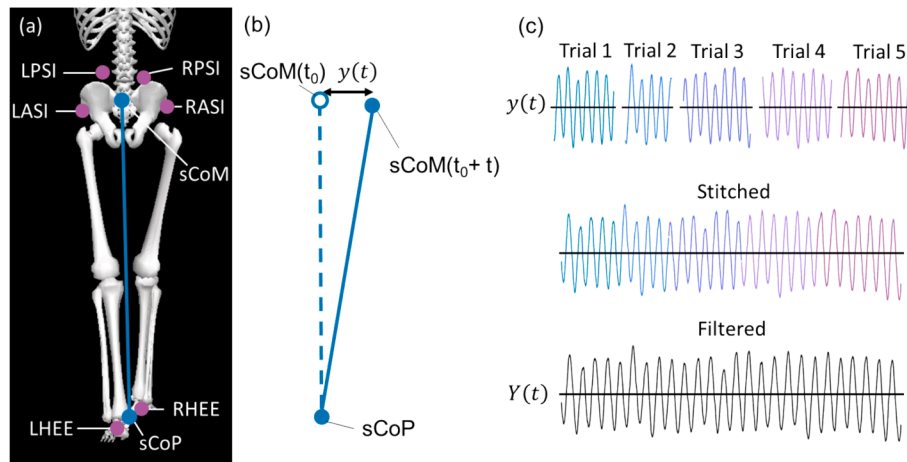 (a)
LPSI
RPSI
LASI
RASI
sCoM
RHEE
LHEE
sCoP
(b)
sCoM(t₀)
y(t)
sCoM(t₀+ t)
sCoP
(c)
Trial 1 Trial 2 Trial 3 Trial 4 Trial 5
y(t)
Stitched
Filtered
Y(t)